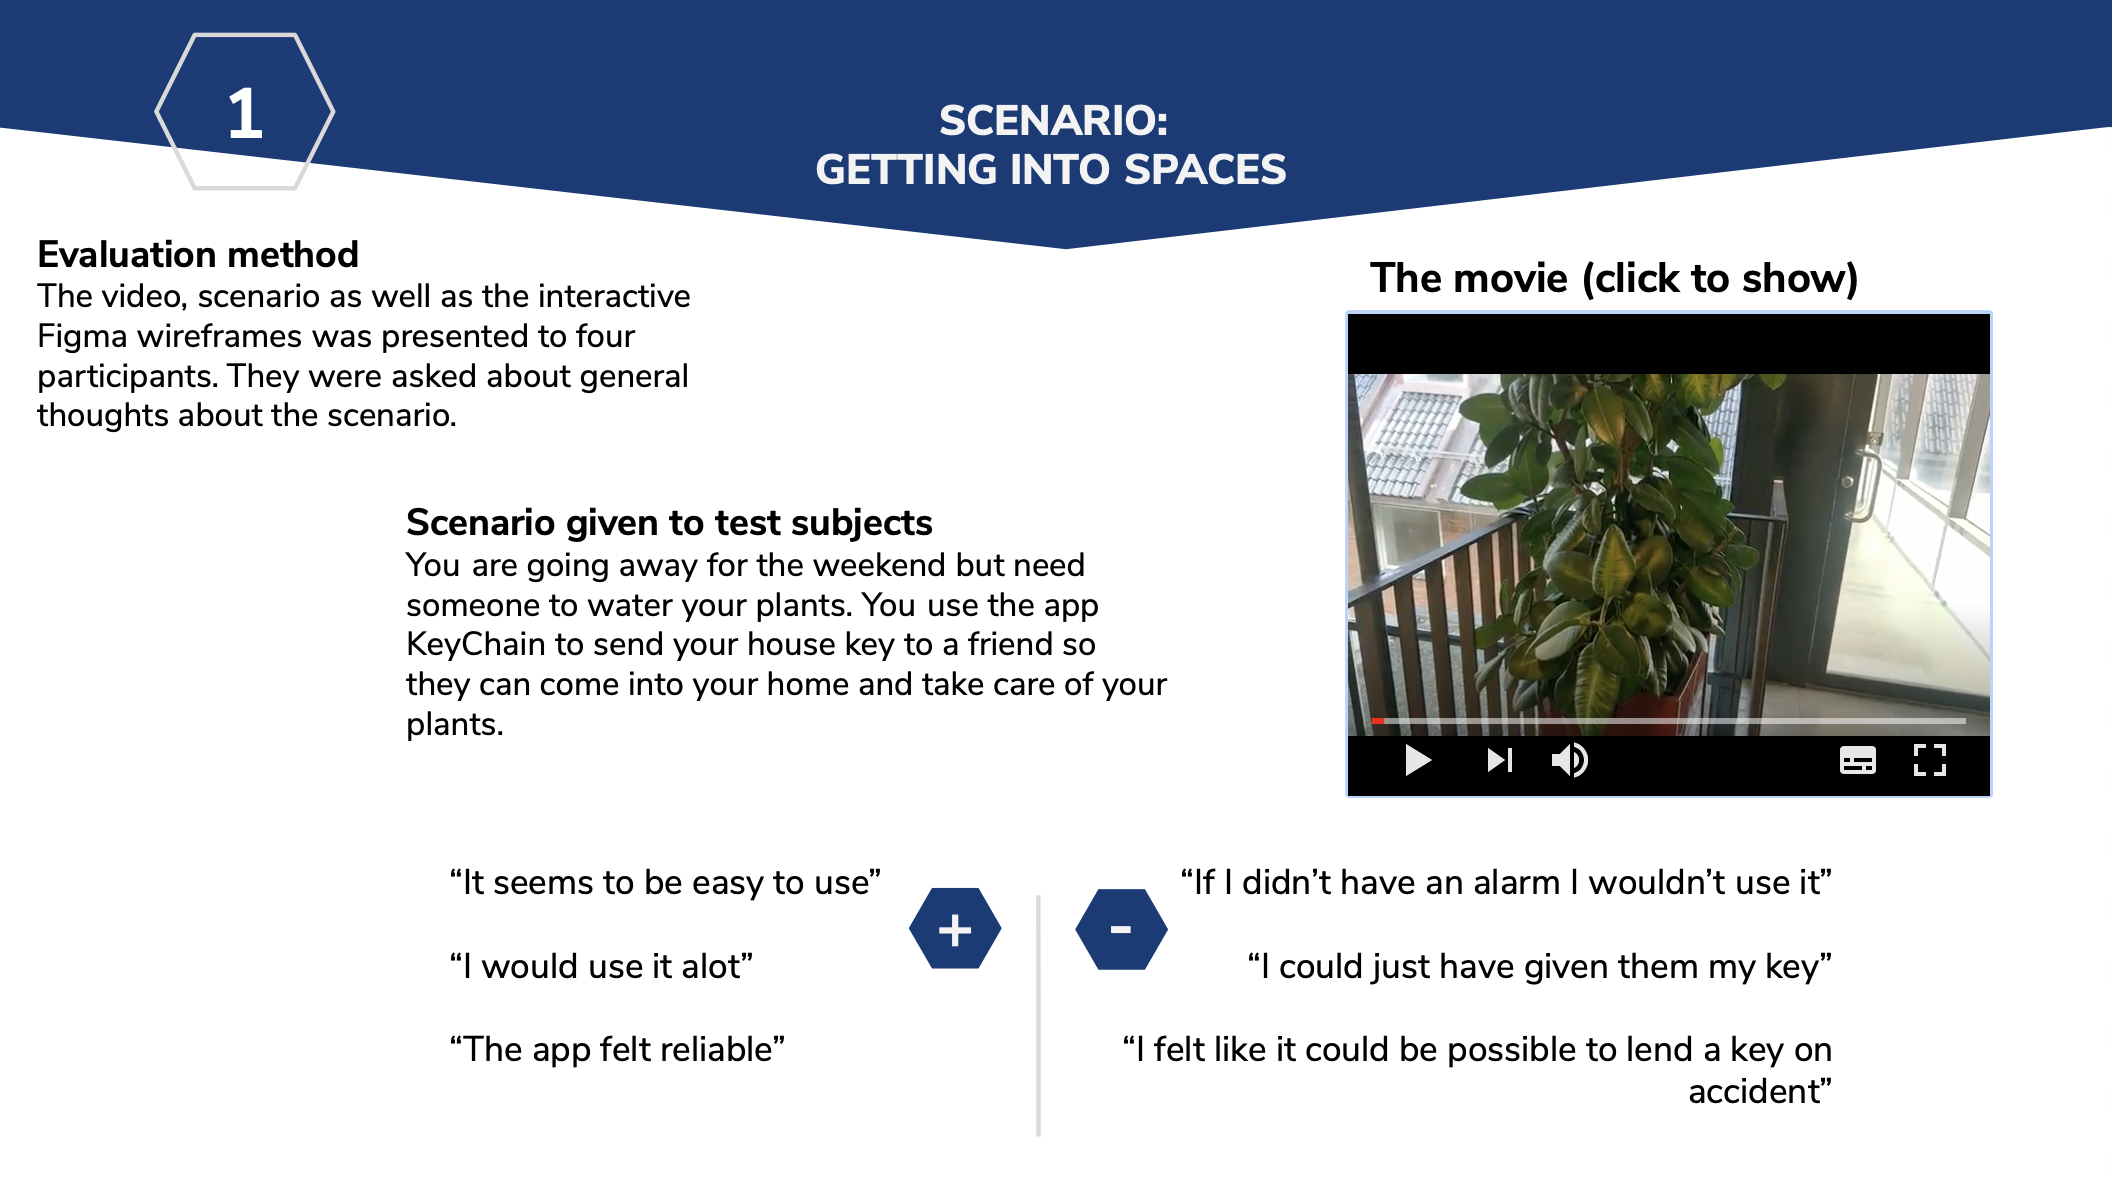 1
SCENARIO:
GETTING INTO SPACES
Evaluation method
The video, scenario as well as the interactive
Figma wireframes was presented to four
participants. They were asked about general
thoughts about the scenario.
The movie (click to show)
Scenario given to test subjects
You are going away for the weekend but need
someone to water your plants. You use the app
KeyChain to send your house key to a friend so
they can come into your home and take care of your
plants.
“It seems to be easy to use”
“I would use it alot”
“The app felt reliable”
+
-
“If I didn’t have an alarm I wouldn’t use it”
“I could just have given them my key”
“I felt like it could be possible to lend a key on
accident”